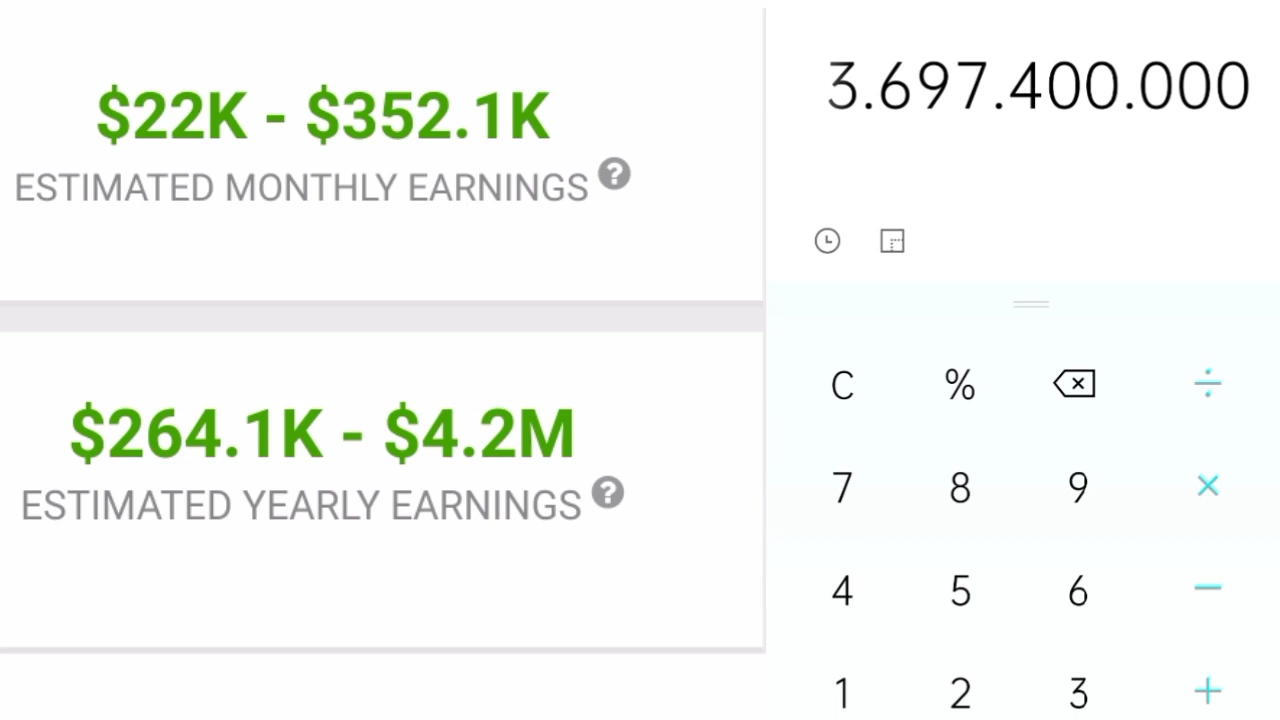 $22K - $352.1K
ESTIMATED MONTHLY EARNINGS ?
$264.1K - $4.2M
ESTIMATED YEARLY EARNINGS ?
3.697.400.000
C % ÷
7 8 9 ×
4 5 6 −
1 2 3 +